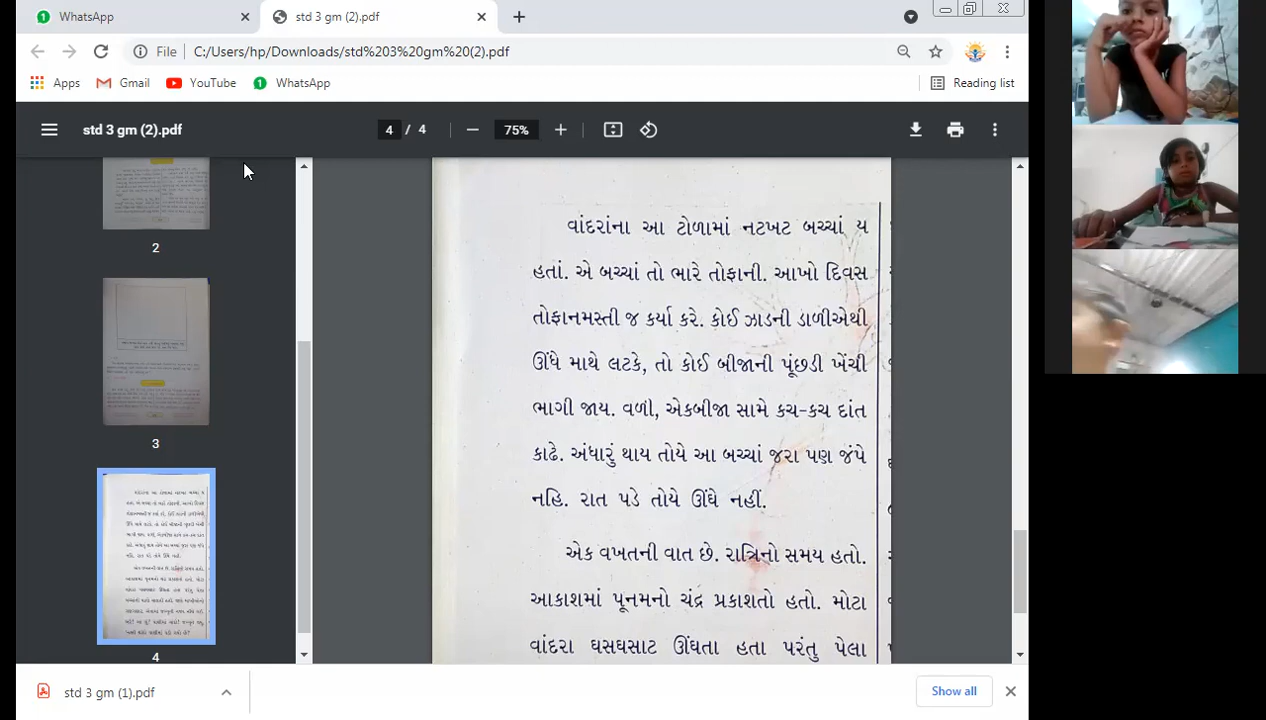 WhatsApp
std 3 gm (2).pdf
File
C:/Users/hp/Downloads/std%203%20gm%20(2).pdf
Apps
Gmail
YouTube
WhatsApp
Reading list
std 3 gm (2).pdf
4 / 4
75%
2
3
4
વાંદરાંના આ ટોળામાં નટખટ બચ્ચાં ય
હતાં. એ બચ્ચાં તો ભારે તોફાની. આખો દિવસ
તોફાનમસ્તી જ કર્યા કરે. કોઈ ઝાડની ડાળીએથી
ઊંધે માથે લટકે, તો કોઈ બીજાની પૂંછડી ખેંચી
ભાગી જાય. વળી, એકબીજા સામે કચ-કચ દાંત
કાઢે. અંધારું થાય તોયે આ બચ્ચાં જરા પણ જંપે
નહિ. રાત પડે તોયે ઊંઘે નહીં.
એક વખતની વાત છે. રાત્રિનો સમય હતો.
આકાશમાં પૂનમનો ચંદ્ર પ્રકાશતો હતો. મોટા
વાંદરા ઘસઘસાટ ઊંઘતા હતા પરંતુ પેલા
std 3 gm (1).pdf
Show all